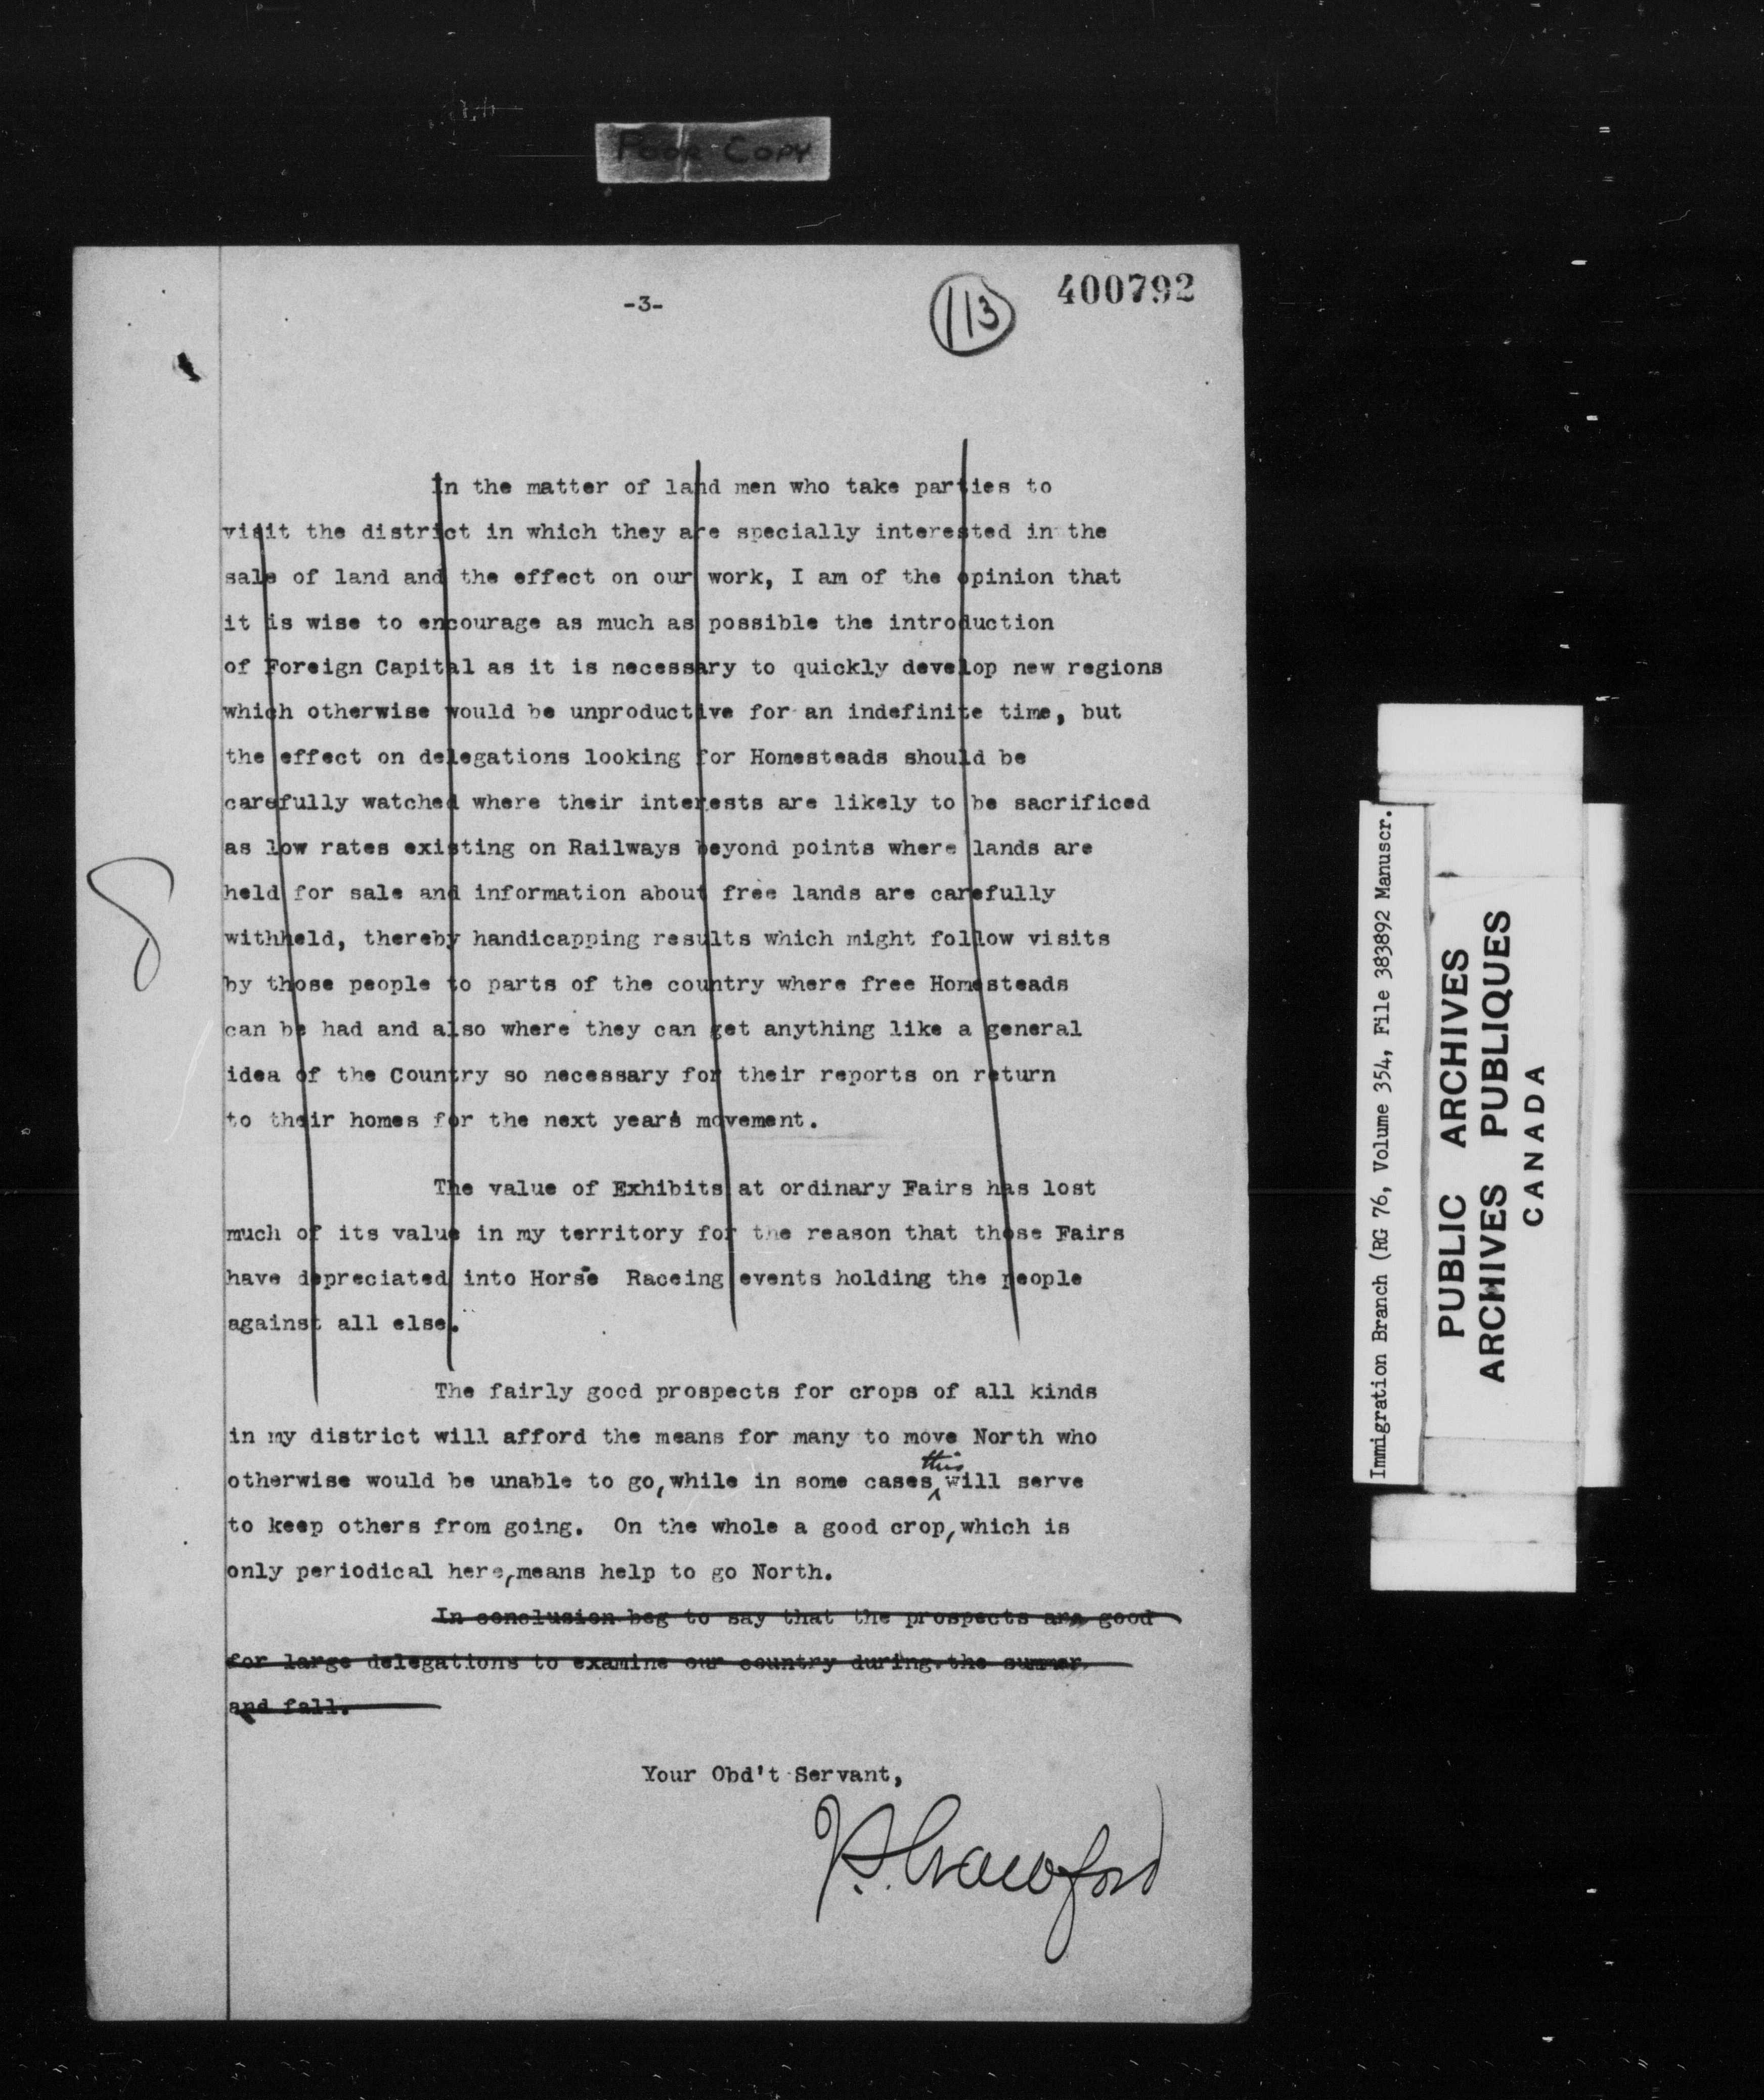 Poor Copy
-3-
113
400792
In the matter of land men who take parties to
visit the district in which they are specially interested in the
sale of land and the effect on our work, I am of the opinion that
it is wise to encourage as much as possible the introduction
of Foreign Capital as it is necessary to quickly develop new regions
which otherwise would be unproductive for an indefinite time, but
the effect on delegations looking for Homesteads should be
carefully watched where their interests are likely to be sacrificed
as low rates existing on Railways beyond points where lands are
held for sale and information about free lands are carefully
withheld, thereby handicapping results which might follow visits
by those people to parts of the country where free Homesteads
can be had and also where they can get anything like a general
idea of the Country so necessary for their reports on return
to their homes for the next years movement.
The value of Exhibits at ordinary Fairs has lost
much of its value in my territory for the reason that those Fairs
have depreciated into Horse Raceing events holding the people
against all else.
The fairly good prospects for crops of all kinds
in my district will afford the means for many to move North who
otherwise would be unable to go, while in some cases this will serve
to keep others from going. On the whole a good crop, which is
only periodical here, means help to go North.
In conclusion beg to say that the prospects are good
for large delegations to examine our country during the summer
and fall.
Your Obd't Servant,
Crawford
Immigration Branch (RG 76, Volume 354, File 383892 Manuscr.
PUBLIC ARCHIVES
ARCHIVES PUBLIQUES
CANADA